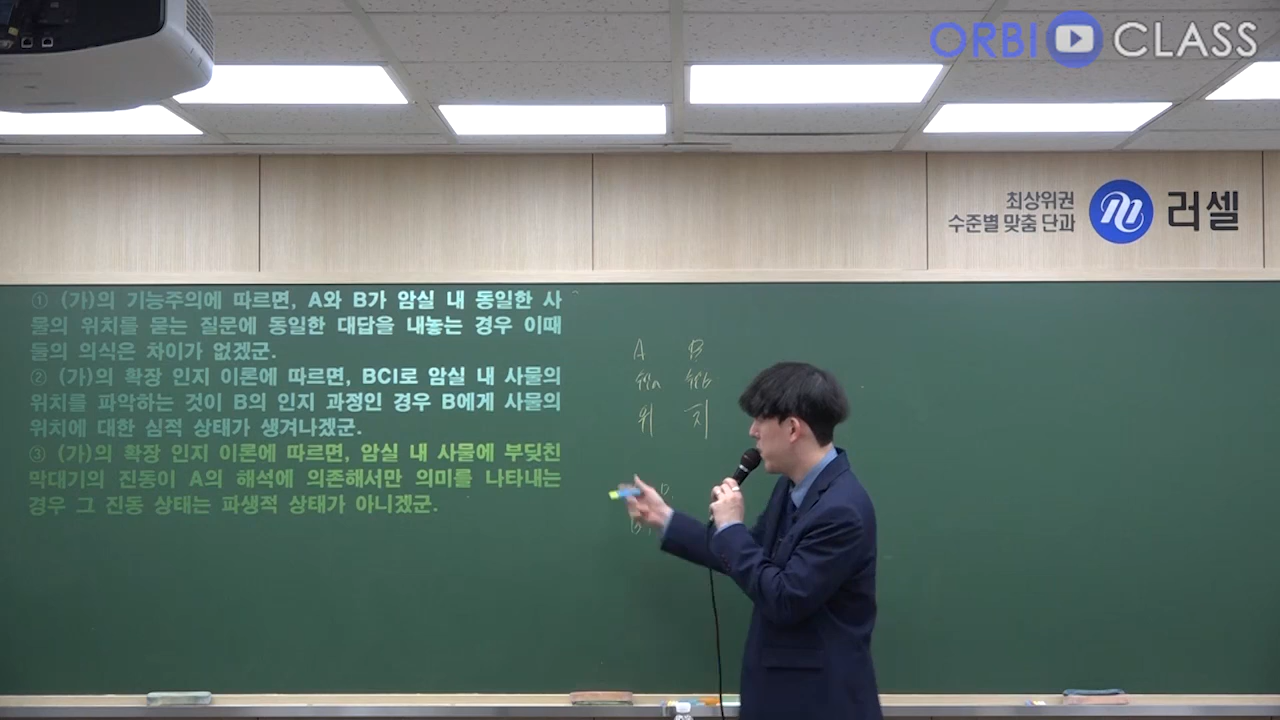 ORBI CLASS
최상위권
수준별 맞춤 단과
러셀
① (가)의 기능주의에 따르면, A와 B가 암실 내 동일한 사
물의 위치를 묻는 질문에 동일한 대답을 내놓는 경우 이때
둘의 의식은 차이가 없겠군.
② (가)의 확장 인지 이론에 따르면, BCI로 암실 내 사물의
위치를 파악하는 것이 B의 인지 과정인 경우 B에게 사물의
위치에 대한 심적 상태가 생겨나겠군.
③ (가)의 확장 인지 이론에 따르면, 암실 내 사물에 부딪친
막대기의 진동이 A의 해석에 의존해서만 의미를 나타내는
경우 그 진동 상태는 파생적 상태가 아니겠군.
A B
위 치